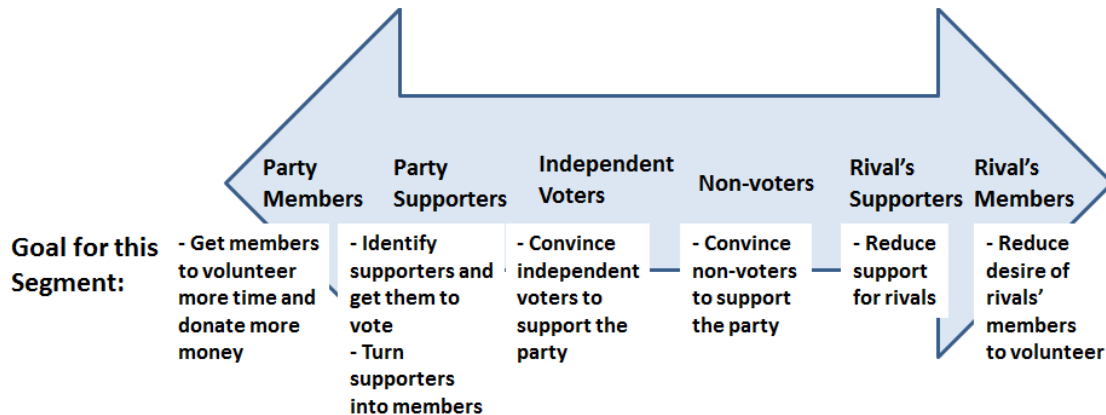 Party
Members
Party
Supporters
Independent
Voters
Non-voters
Rival's
Supporters
Rival's
Members
Goal for this
Segment:
- Get members
to volunteer
more time and
donate more
money
- Identify
supporters and
get them to
vote
- Turn
supporters
into members
- Convince
independent
voters to
support the
party
- Convince
non-voters
to support
the party
- Reduce
support
for rivals
- Reduce
desire of
rivals'
members
to volunteer